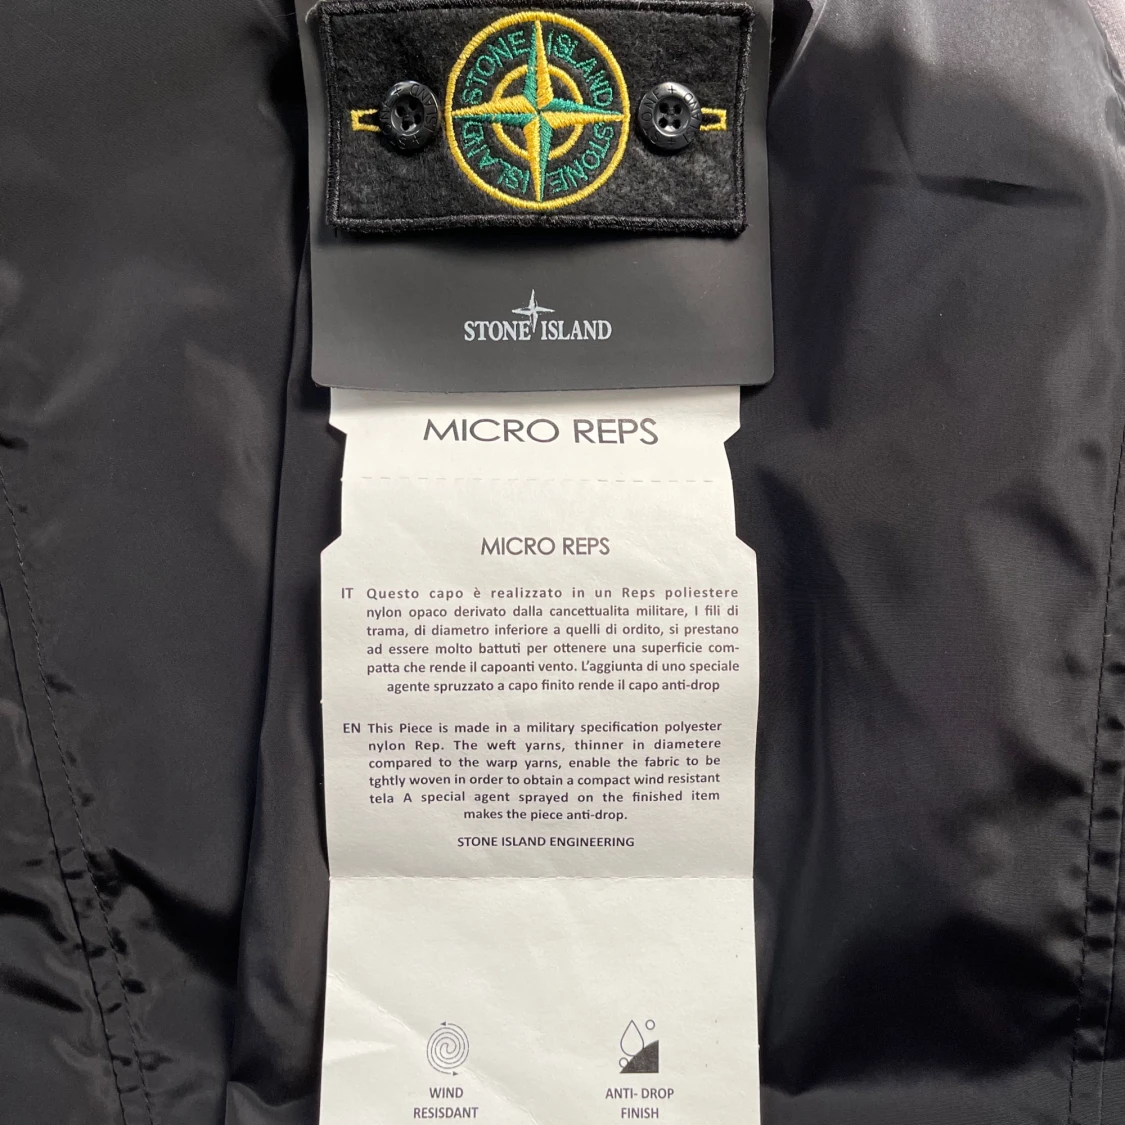 STONE ISLAND
ISLAND STONE
STONE ISLAND
MICRO REPS
MICRO REPS
IT Questo capo è realizzato in un Reps poliestere
nylon opaco derivato dalla cancettualita militare, I fili di
trama, di diametro inferiore a quelli di ordito, si prestano
ad essere molto battuti per ottenere una superficie com-
patta che rende il capoanti vento. L'aggiunta di uno speciale
agente spruzzato a capo finito rende il capo anti-drop
EN This Piece is made in a military specification polyester
nylon Rep. The weft yarns, thinner in diametere
compared to the warp yarns, enable the fabric to be
tghtly woven in order to obtain a compact wind resistant
tela A special agent sprayed on the finished item
makes the piece anti-drop.
STONE ISLAND ENGINEERING
WIND ANTI- DROP
RESISDANT FINISH